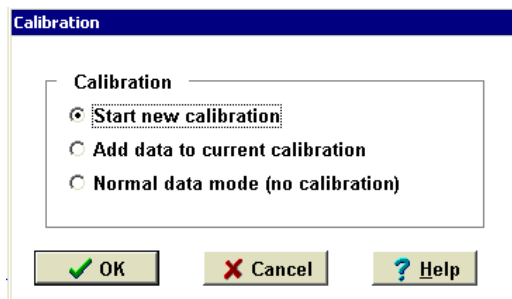 Calibration
Calibration
Start new calibration
Add data to current calibration
Normal data mode (no calibration)
OK Cancel Help